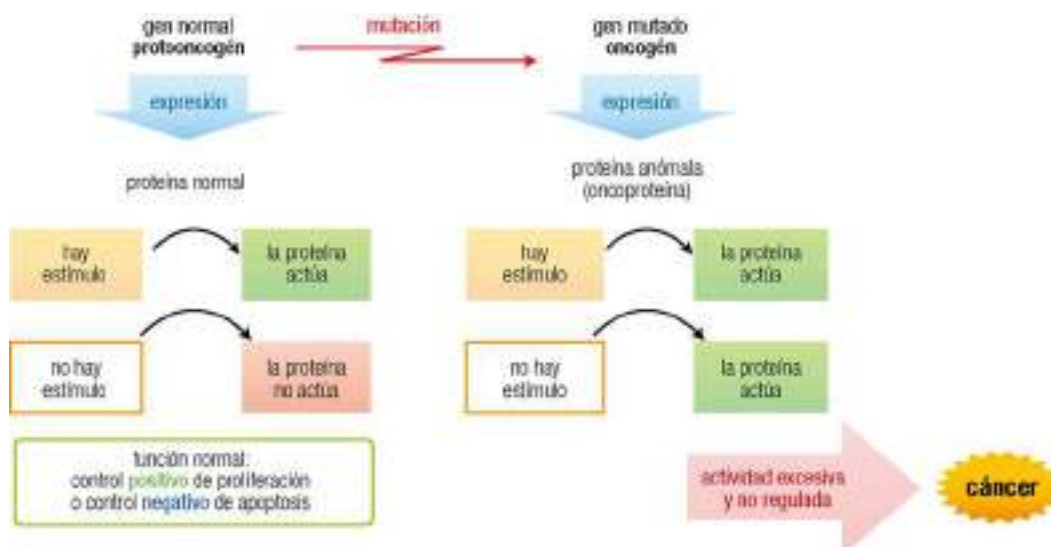 gen normal
protooncogén
mutación
gen mutado
oncogén
expresión
expresión
proteína normal
proteína anómala
(oncoproteína)
hay
estímulo
la proteína
actúa
hay
estímulo
la proteína
actúa
no hay
estímulo
la proteína
no actúa
no hay
estímulo
la proteína
actúa
función normal:
control positivo de proliferación
o control negativo de apoptosis
actividad excesiva
y no regulada
cáncer